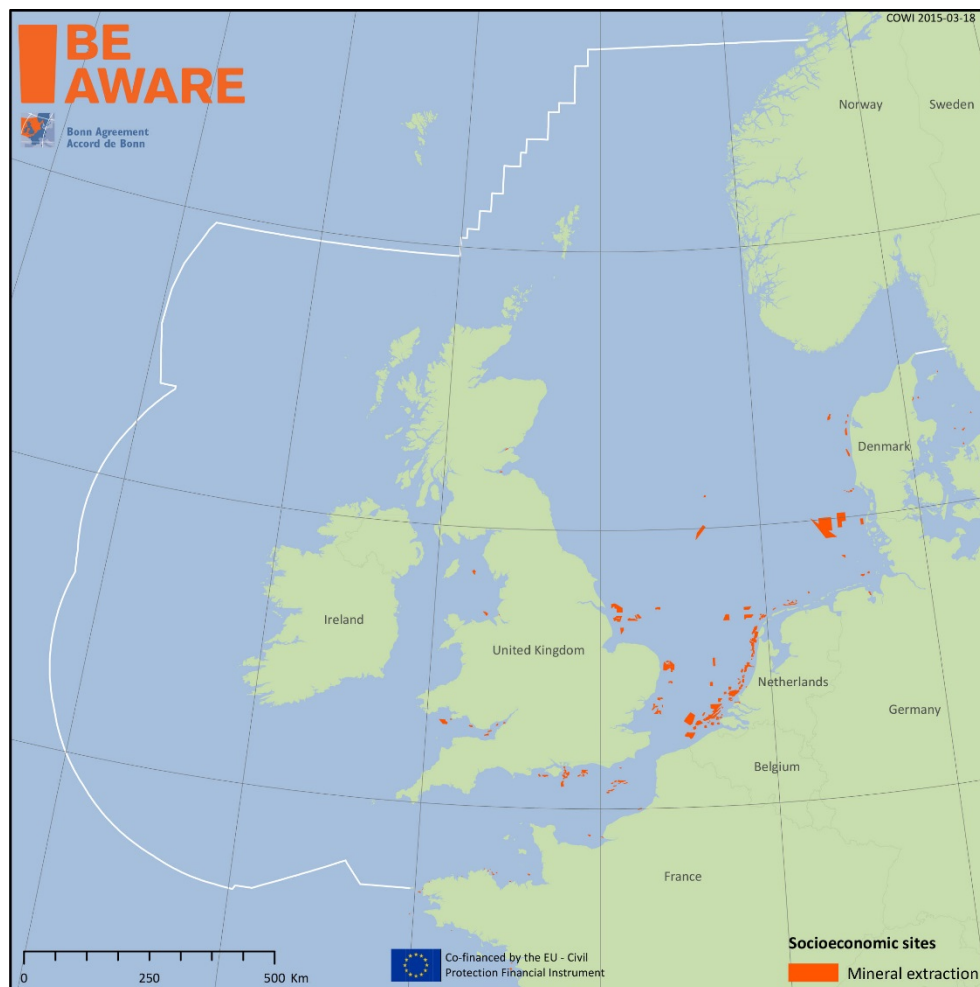 COWI 2015-03-18
BE
AWARE
Bonn Agreement
Accord de Bonn
Norway
Sweden
Denmark
Ireland
United Kingdom
Netherlands
Germany
Belgium
France
Socioeconomic sites
Mineral extraction
0 250 500 Km
Co-financed by the EU - Civil
Protection Financial Instrument